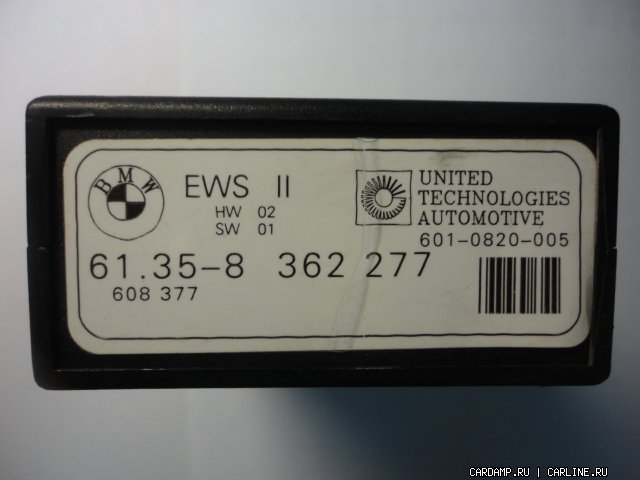 BMW
EWS II
HW 02
SW 01
UNITED
TECHNOLOGIES
AUTOMOTIVE
601-0820-005
61.35-8 362 277
608 377
CARDAMP.RU | CARLINE.RU